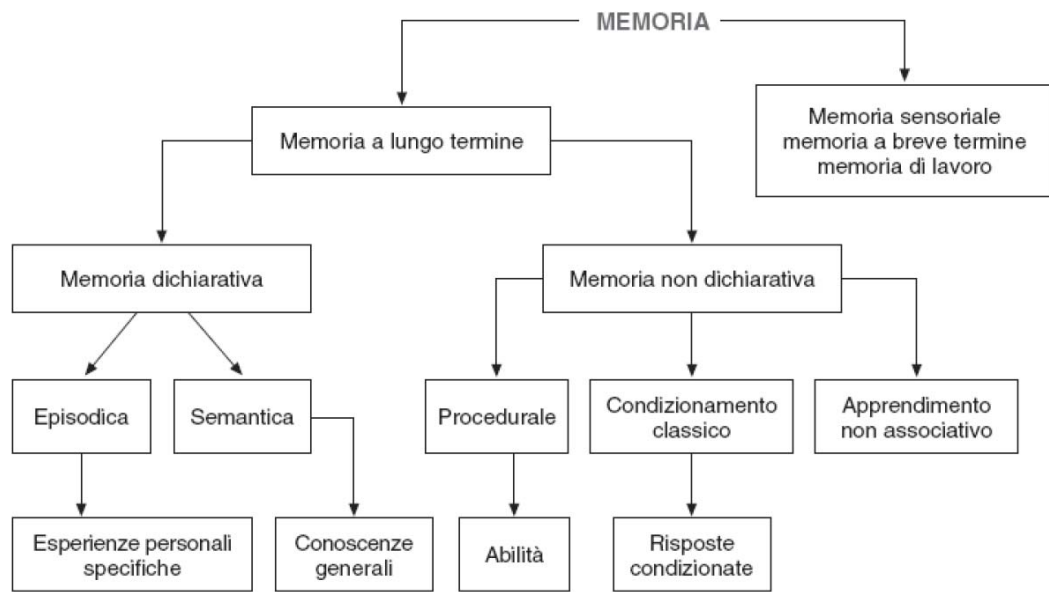 MEMORIA
Memoria a lungo termine
Memoria sensoriale
memoria a breve termine
memoria di lavoro
Memoria dichiarativa
Memoria non dichiarativa
Episodica
Semantica
Procedurale
Condizionamento
classico
Apprendimento
non associativo
Esperienze personali
specifiche
Conoscenze
generali
Abilità
Risposte
condizionate